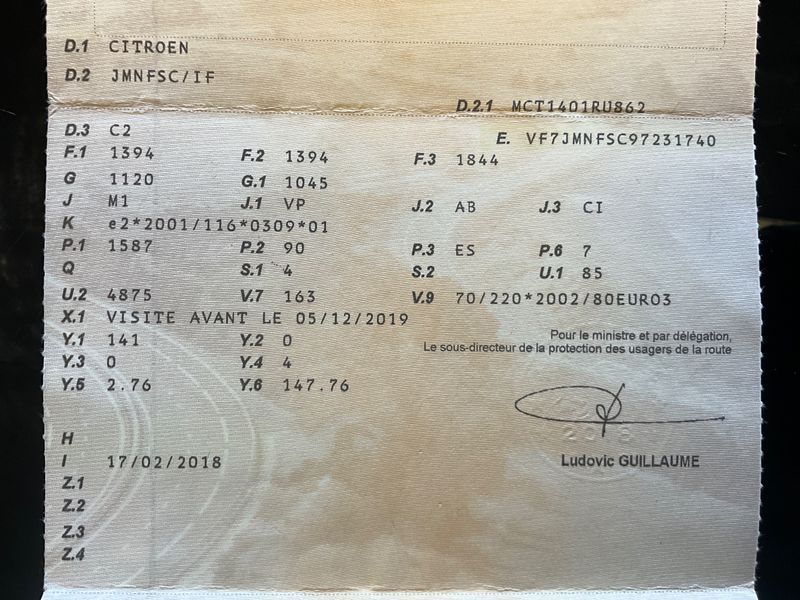 D.1 CITROEN
D.2 JMNFSC/IF
D.2.1 MCT1401RU862
D.3 C2
E. VF7JMNFSC97231740
F.1 1394 F.2 1394 F.3 1844
G 1120 G.1 1045
J M1 J.1 VP J.2 AB J.3 CI
K e2*2001/116*0309*01
P.1 1587 P.2 90 P.3 ES P.6 7
Q S.1 4 S.2 U.1 85
U.2 4875 V.7 163 V.9 70/220*2002/80EURO3
X.1 VISITE AVANT LE 05/12/2019
Y.1 141 Y.2 0
Pour le ministre et par délégation,
Le sous-directeur de la protection des usagers de la route
Y.3 0 Y.4 4
Y.5 2.76 Y.6 147.76
H
I 17/02/2018
Ludovic GUILLAUME
Z.1
Z.2
Z.3
Z.4